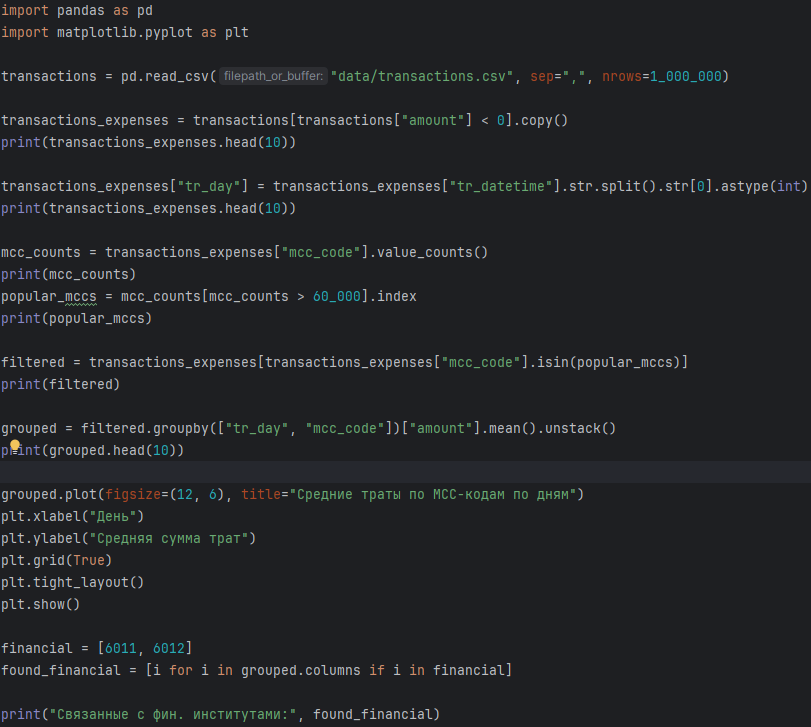 import pandas as pd
import matplotlib.pyplot as plt
transactions = pd.read_csv( filepath_or_buffer: "data/transactions.csv", sep=",", nrows=1_000_000)
transactions_expenses = transactions[transactions["amount"] < 0].copy()
print(transactions_expenses.head(10))
transactions_expenses["tr_day"] = transactions_expenses["tr_datetime"].str.split().str[0].astype(int)
print(transactions_expenses.head(10))
mcc_counts = transactions_expenses["mcc_code"].value_counts()
print(mcc_counts)
popular_mccs = mcc_counts[mcc_counts > 60_000].index
print(popular_mccs)
filtered = transactions_expenses[transactions_expenses["mcc_code"].isin(popular_mccs)]
print(filtered)
grouped = filtered.groupby(["tr_day", "mcc_code"])["amount"].mean().unstack()
print(grouped.head(10))
grouped.plot(figsize=(12, 6), title="Средние траты по MCC-кодам по дням")
plt.xlabel("День")
plt.ylabel("Средняя сумма трат")
plt.grid(True)
plt.tight_layout()
plt.show()
financial = [6011, 6012]
found_financial = [i for i in grouped.columns if i in financial]
print("Связанные с фин. институтами:", found_financial)